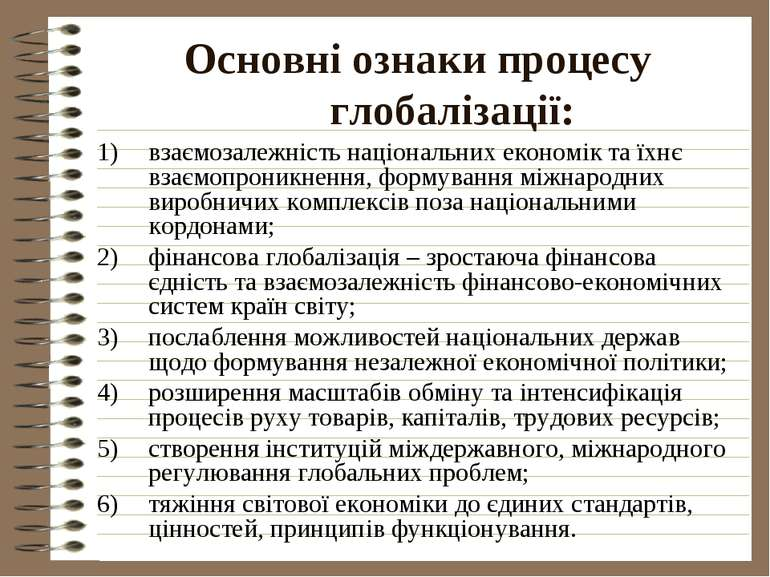 Основні ознаки процесу
глобалізації:
1) взаємозалежність національних економік та їхнє
взаємопроникнення, формування міжнародних
виробничих комплексів поза національними
кордонами;
2) фінансова глобалізація – зростаюча фінансова
єдність та взаємозалежність фінансово-економічних
систем країн світу;
3) послаблення можливостей національних держав
щодо формування незалежної економічної політики;
4) розширення масштабів обміну та інтенсифікація
процесів руху товарів, капіталів, трудових ресурсів;
5) створення інституцій міждержавного, міжнародного
регулювання глобальних проблем;
6) тяжіння світової економіки до єдиних стандартів,
цінностей, принципів функціонування.